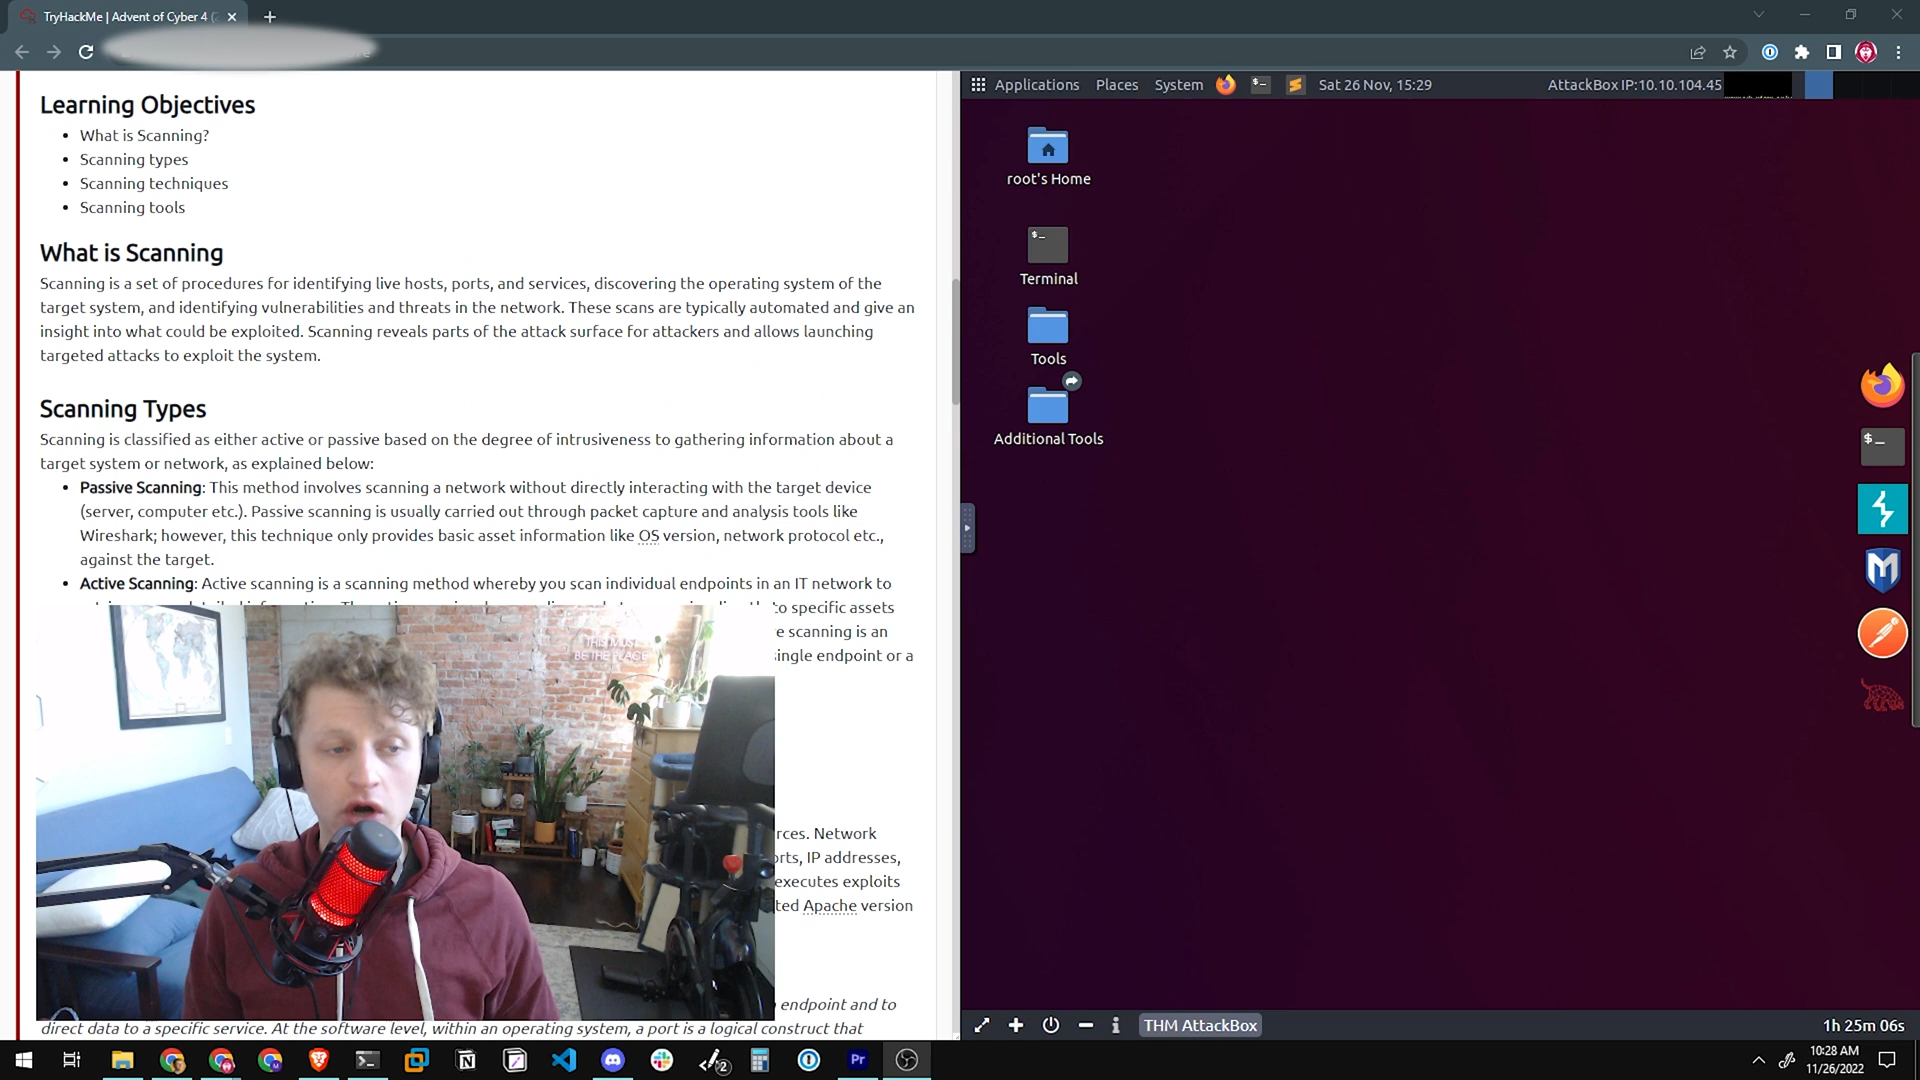 TryHackMe | Advent of Cyber 4 (
Learning Objectives
What is Scanning?
Scanning types
Scanning techniques
Scanning tools
What is Scanning
Scanning is a set of procedures for identifying live hosts, ports, and services, discovering the operating system of the
target system, and identifying vulnerabilities and threats in the network. These scans are typically automated and give an
insight into what could be exploited. Scanning reveals parts of the attack surface for attackers and allows launching
targeted attacks to exploit the system.
Scanning Types
Scanning is classified as either active or passive based on the degree of intrusiveness to gathering information about a
target system or network, as explained below:
Passive Scanning: This method involves scanning a network without directly interacting with the target device
(server, computer etc.). Passive scanning is usually carried out through packet capture and analysis tools like
Wireshark; however, this technique only provides basic asset information like OS version, network protocol etc.,
against the target.
Active Scanning: Active scanning is a scanning method whereby you scan individual endpoints in an IT network to
to specific assets
scanning is an
endpoint or a
THIS MUST
BE THE PLACE
Network
IP addresses,
executes exploits
Apache version
endpoint and to
direct data to a specific service. At the software level, within an operating system, a port is a logical construct that
Applications Places System Sat 26 Nov, 15:29 AttackBox IP:10.10.104.45
root's Home
$_
Terminal
Tools
Additional Tools
$_
M
THM AttackBox 1h 25m 06s
Pr
10:28 AM
11/26/2022